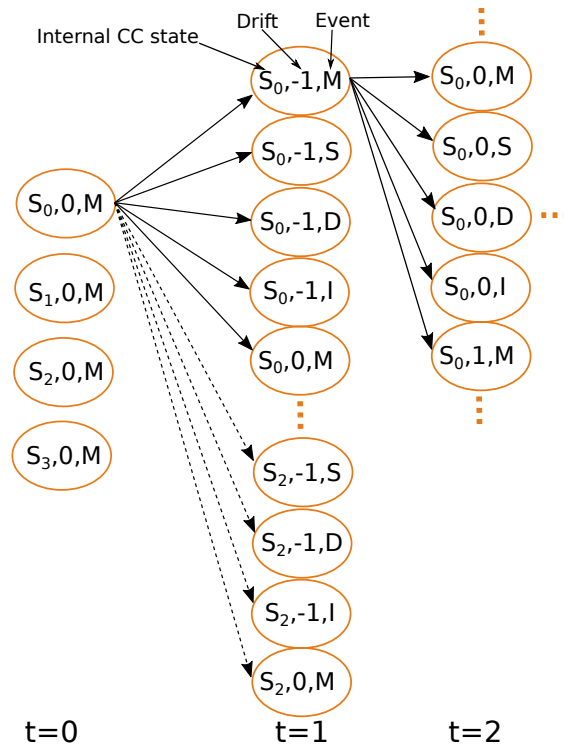 Internal CC state
Drift
Event
S₀,0,M
S₁,0,M
S₂,0,M
S₃,0,M
S₀,-1,M
S₀,-1,S
S₀,-1,D
S₀,-1,I
S₀,0,M
S₂,-1,S
S₂,-1,D
S₂,-1,I
S₂,0,M
S₀,0,M
S₀,0,S
S₀,0,D
S₀,0,I
S₀,1,M
t=0
t=1
t=2